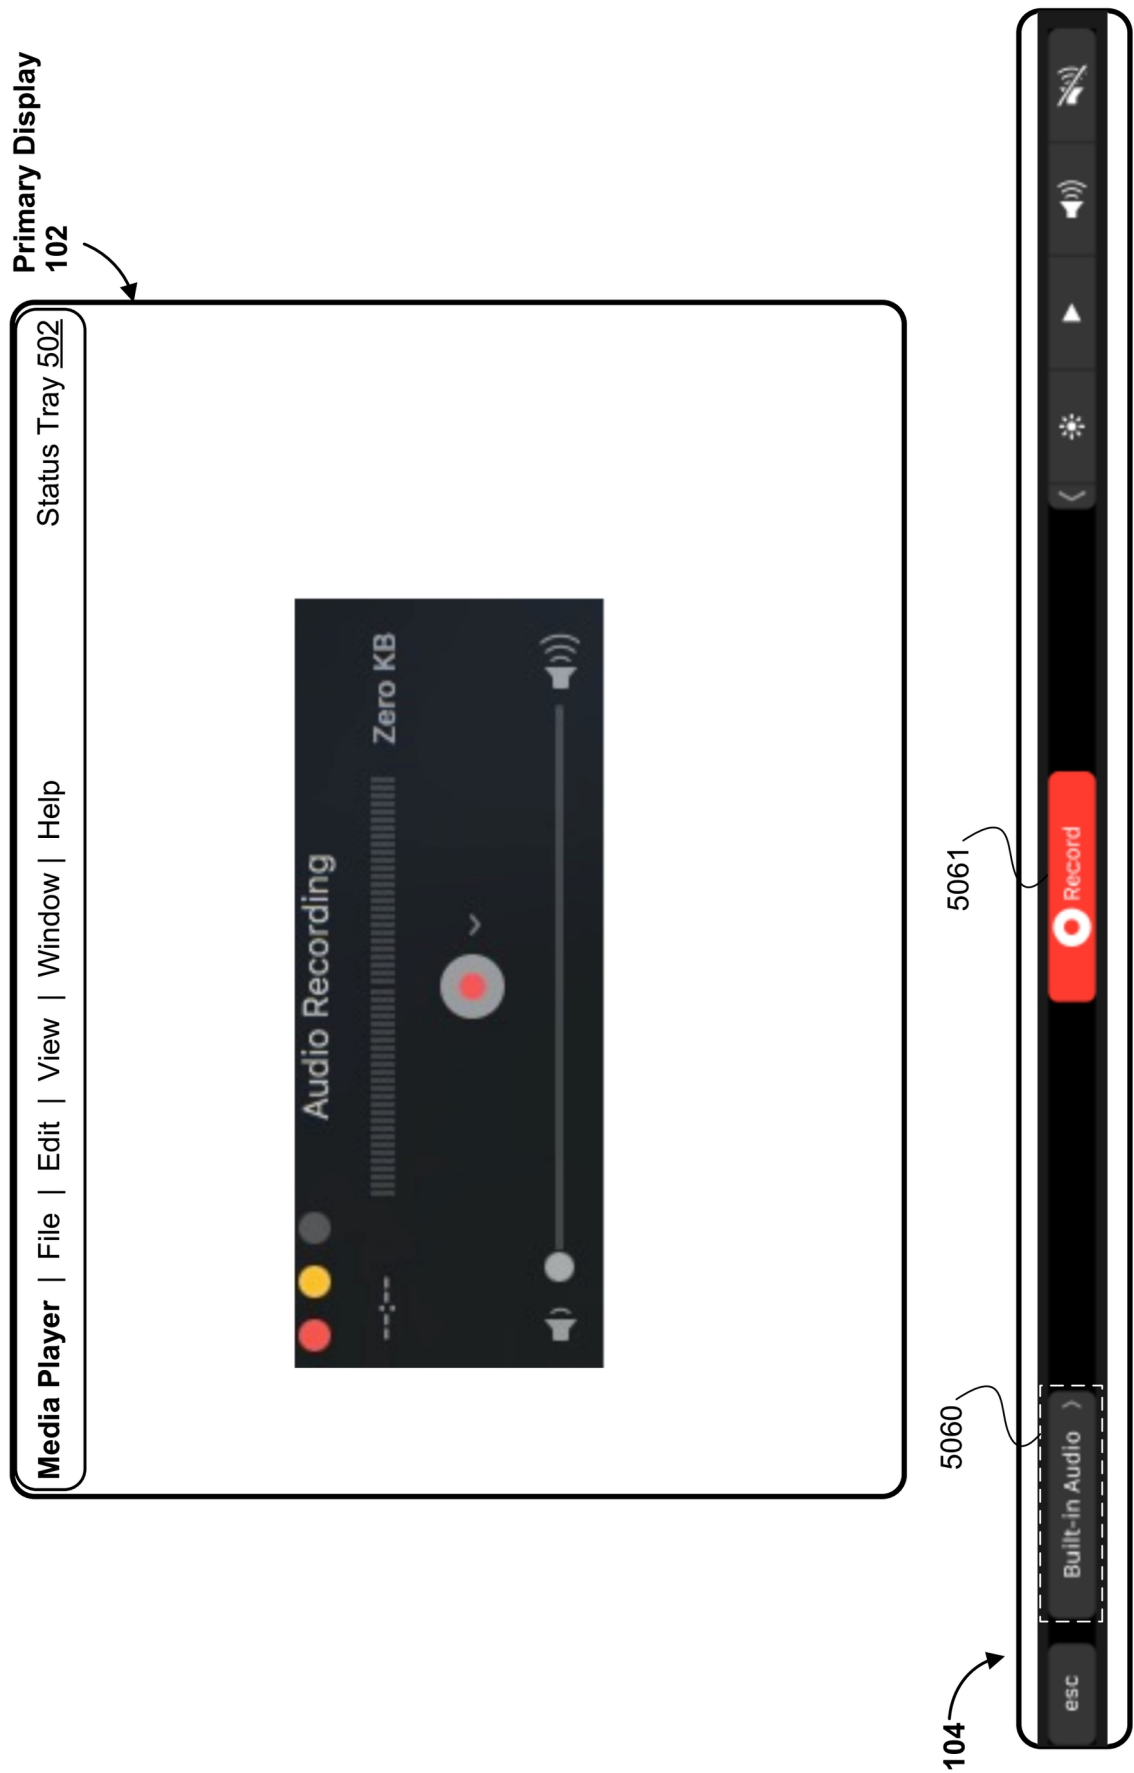 Primary Display
102
Media Player | File | Edit | View | Window | Help
Status Tray 502
Audio Recording
--:--
Zero KB
5060
5061
104
esc
Built-in Audio
Record